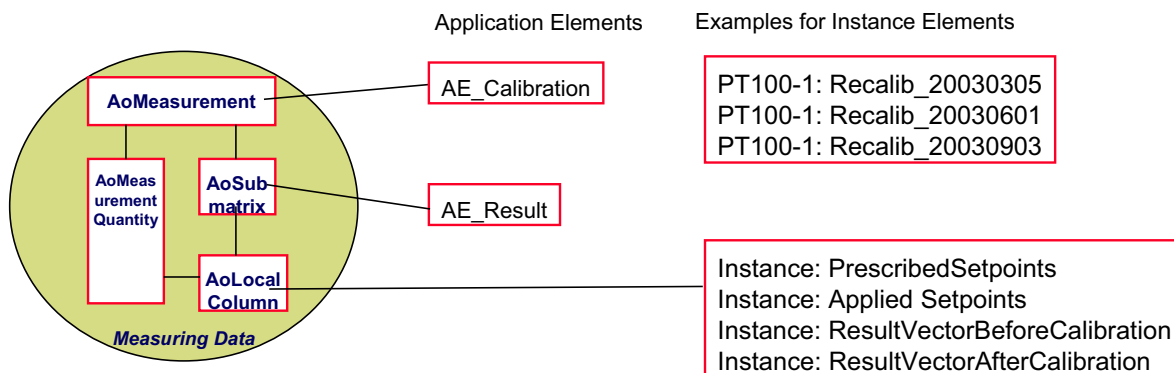 Application Elements
Examples for Instance Elements
AoMeasurement
AE_Calibration
PT100-1: Recalib_20030305
PT100-1: Recalib_20030601
PT100-1: Recalib_20030903
AoMeas
urement
Quantity
AoSub
matrix
AE_Result
AoLocal
Column
Measuring Data
Instance: PrescribedSetpoints
Instance: Applied Setpoints
Instance: ResultVectorBeforeCalibration
Instance: ResultVectorAfterCalibration